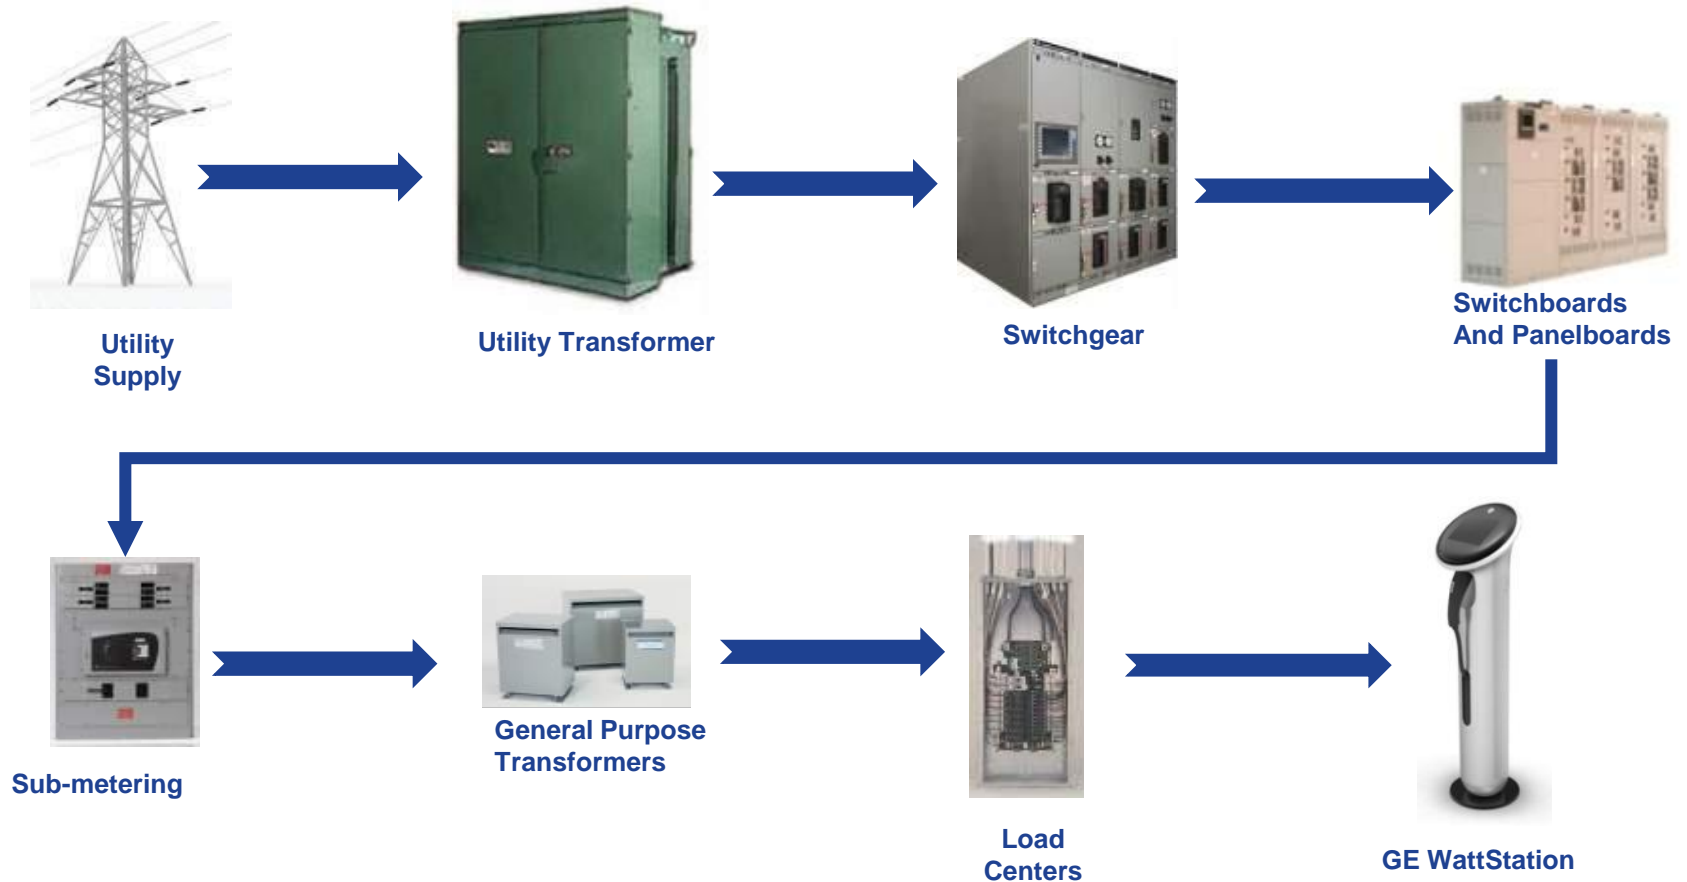 Utility
Supply
Utility Transformer
Switchgear
Switchboards
And Panelboards
Sub-metering
General Purpose
Transformers
Load
Centers
GE WattStation